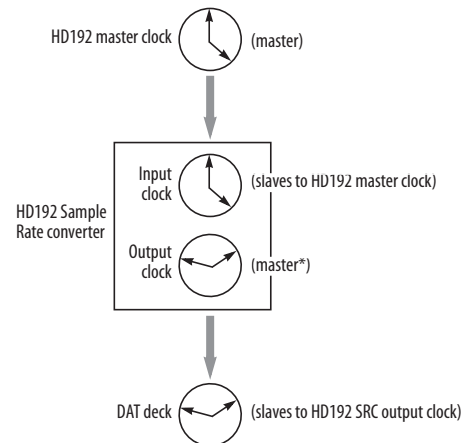 HD192 master clock
(master)
Input
clock
(slaves to HD192 master clock)
HD192 Sample
Rate converter
Output
clock
(master*)
DAT deck
(slaves to HD192 SRC output clock)